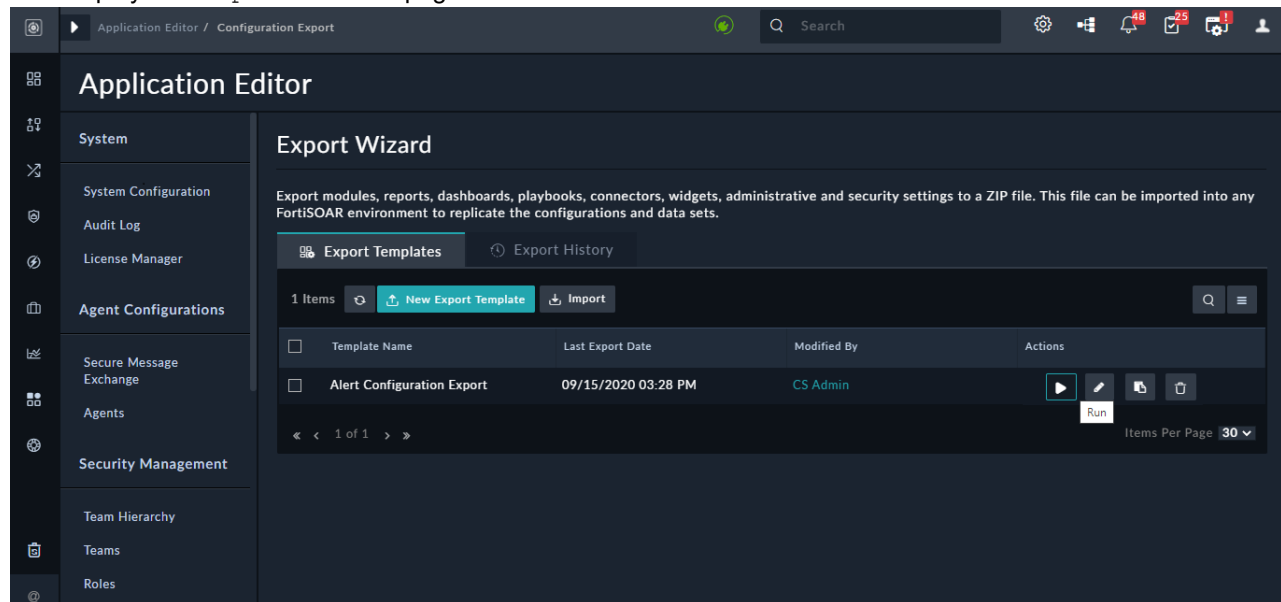 Application Editor / Configuration Export
Search
48
25
!
Application Editor
System
System Configuration
Audit Log
License Manager
Agent Configurations
Secure Message
Exchange
Agents
Security Management
Team Hierarchy
Teams
Roles
Export Wizard
Export modules, reports, dashboards, playbooks, connectors, widgets, administrative and security settings to a ZIP file. This file can be imported into any
FortiSOAR environment to replicate the configurations and data sets.
Export Templates
Export History
1 Items
New Export Template
Import
Template Name Last Export Date Modified By Actions
Alert Configuration Export 09/15/2020 03:28 PM CS Admin
Run
« < 1 of 1 > »
Items Per Page 30
@